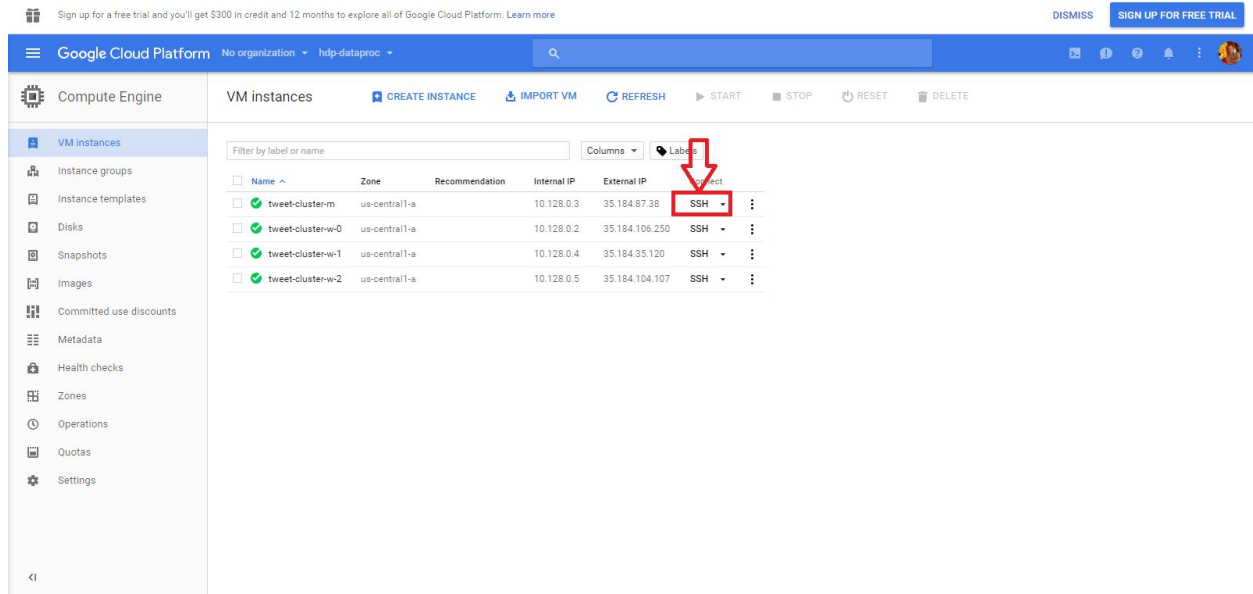 Sign up for a free trial and you'll get $300 in credit and 12 months to explore all of Google Cloud Platform. Learn more
DISMISS
SIGN UP FOR FREE TRIAL
Google Cloud Platform
No organization
hdp-dataproc
Compute Engine
VM instances
CREATE INSTANCE
IMPORT VM
REFRESH
START
STOP
RESET
DELETE
VM instances
Instance groups
Instance templates
Disks
Snapshots
Images
Committed use discounts
Metadata
Health checks
Zones
Operations
Quotas
Settings
Filter by label or name
Columns
Labels
Name Zone Recommendation Internal IP External IP Connect
tweet-cluster-m us-central1-a 10.128.0.3 35.184.87.38 SSH
tweet-cluster-w-0 us-central1-a 10.128.0.2 35.184.106.250 SSH
tweet-cluster-w-1 us-central1-a 10.128.0.4 35.184.35.120 SSH
tweet-cluster-w-2 us-central1-a 10.128.0.5 35.184.104.107 SSH